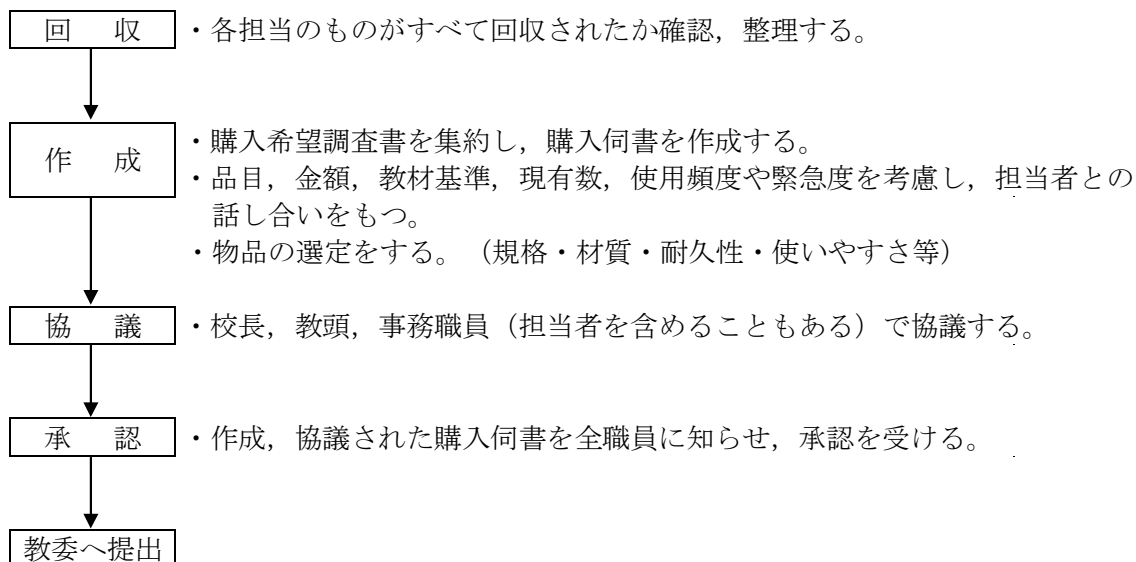 回　収 ・各担当のものがすべて回収されたか確認，整理する。
作　成 ・購入希望調査書を集約し，購入伺書を作成する。
・品目，金額，教材基準，現有数，使用頻度や緊急度を考慮し，担当者との
話し合いをもつ。
・物品の選定をする。（規格・材質・耐久性・使いやすさ等）
協　議 ・校長，教頭，事務職員（担当者を含めることもある）で協議する。
承　認 ・作成，協議された購入伺書を全職員に知らせ，承認を受ける。
教委へ提出